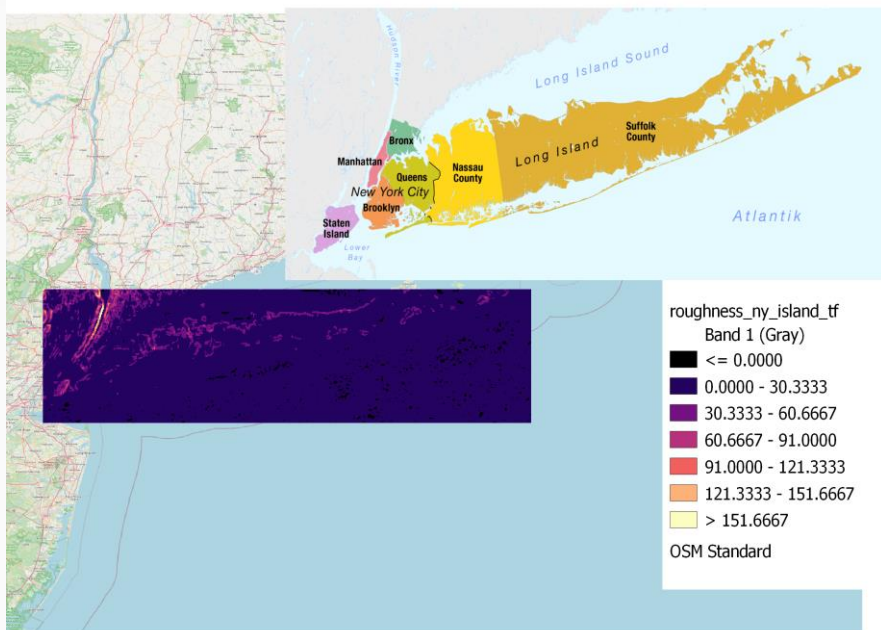 Hudson River
Long Island Sound
Bronx
Manhattan
Queens
New York City
Brooklyn
Staten
Island
Lower
Bay
Nassau
County
Long Island
Suffolk
County
Atlantik
roughness_ny_island_tf
Band 1 (Gray)
<= 0.0000
0.0000 - 30.3333
30.3333 - 60.6667
60.6667 - 91.0000
91.0000 - 121.3333
121.3333 - 151.6667
> 151.6667
OSM Standard